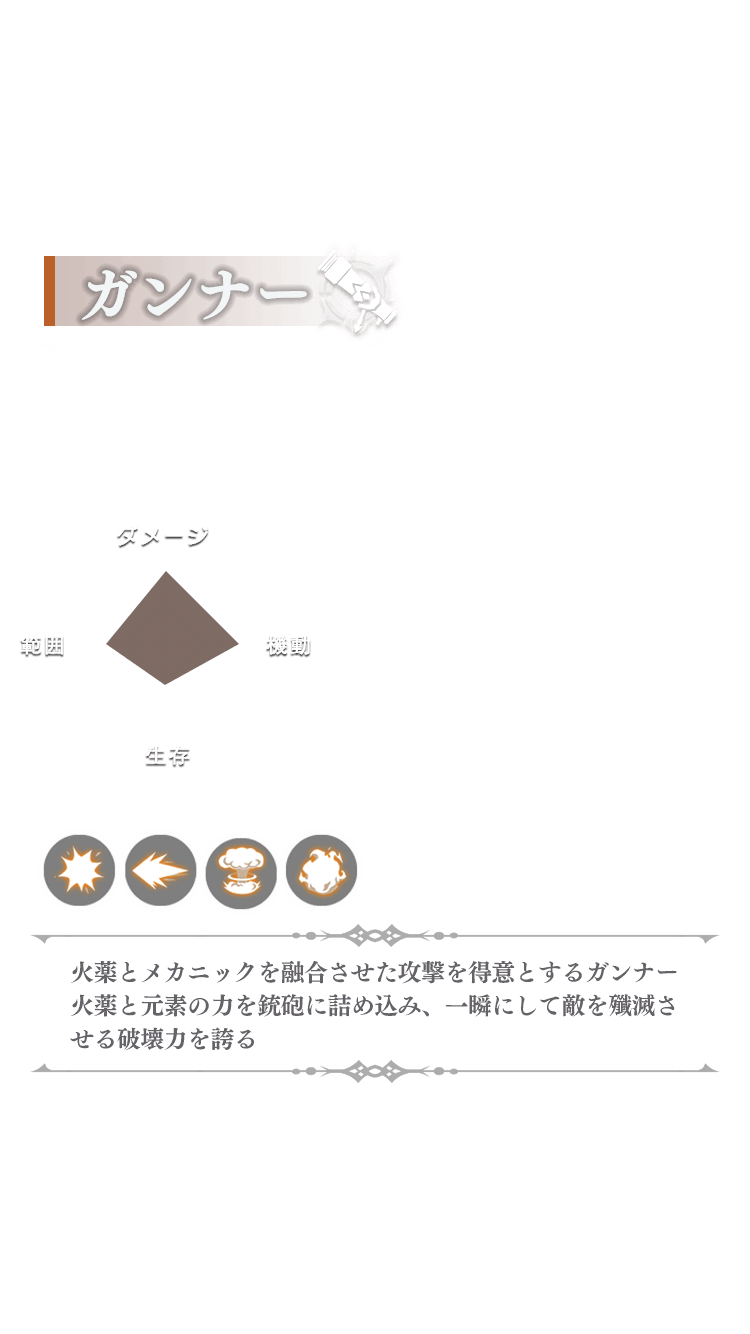 ガンナー
ダメージ
範囲
機動
生存
火薬とメカニックを融合させた攻撃を得意とするガンナー
火薬と元素の力を銃砲に詰め込み、一瞬にして敵を殲滅さ
せる破壊力を誇る